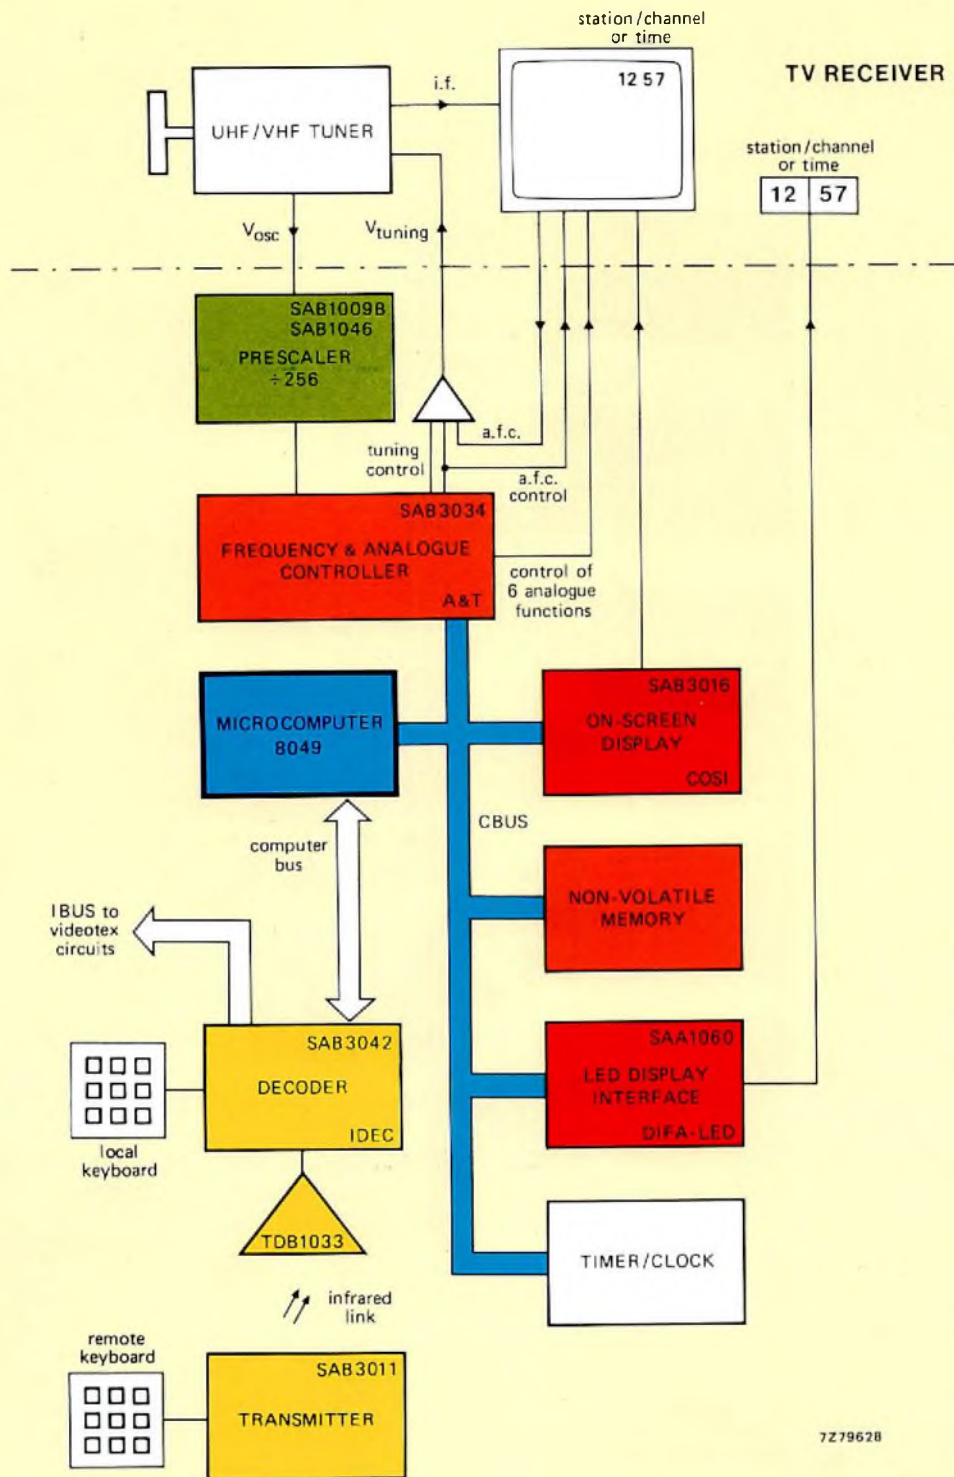 station/channel
or time
TV RECEIVER
12 57
i.f.
UHF/VHF TUNER
station/channel
or time
12 57
Vosc
Vtuning
SAB1009B
SAB1046
PRESCALER
÷256
a.f.c.
tuning
control
a.f.c.
control
SAB3034
FREQUENCY & ANALOGUE
CONTROLLER
A&T
control of
6 analogue
functions
SAB3016
ON-SCREEN
DISPLAY
COSI
MICROCOMPUTER
8049
CBUS
computer
bus
NON-VOLATILE
MEMORY
IBUS to
videotex
circuits
SAB3042
DECODER
IDEC
SAA1060
LED DISPLAY
INTERFACE
DIFA-LED
local
keyboard
TDB1033
TIMER/CLOCK
infrared
link
remote
keyboard
SAB3011
TRANSMITTER
7Z79628